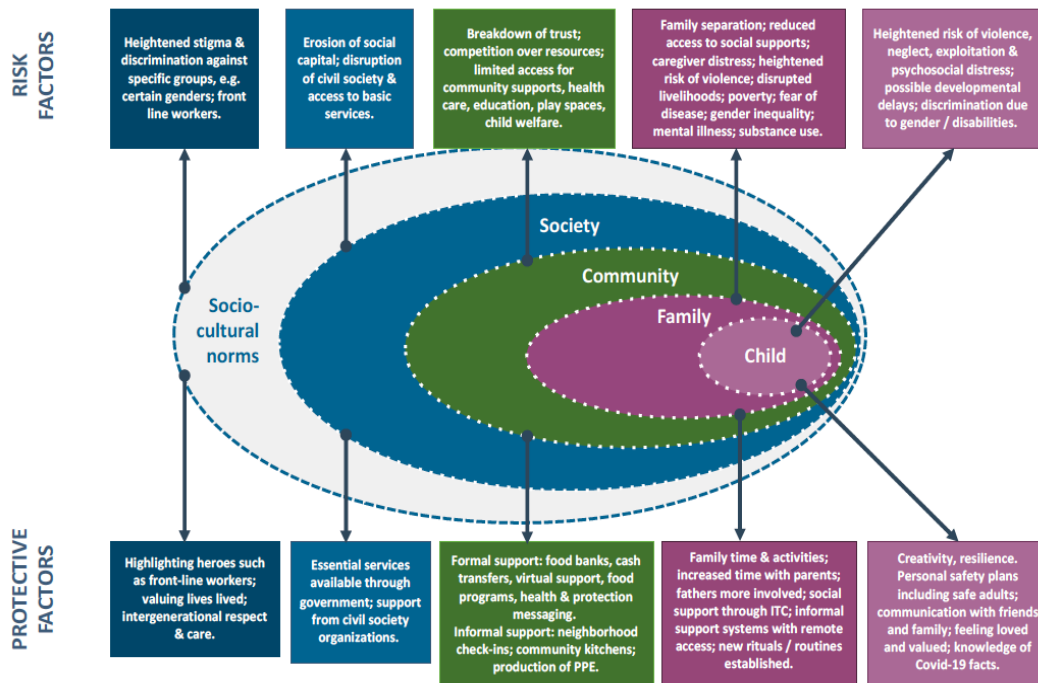 RISK
FACTORS
Heightened stigma &
discrimination against
specific groups, e.g.
certain genders; front
line workers.
Erosion of social
capital; disruption
of civil society &
access to basic
services.
Breakdown of trust;
competition over resources;
limited access for
community supports, health
care, education, play spaces,
child welfare.
Family separation; reduced
access to social supports;
caregiver distress;
heightened risk of
violence; disrupted
livelihoods; poverty; fear of
disease; gender inequality;
mental illness; substance use.
Heightened risk of violence,
neglect, exploitation &
psychosocial distress;
possible developmental
delays; discrimination due
to gender / disabilities.
Society
Community
Family
Child
Socio-
cultural
norms
PROTECTIVE
FACTORS
Highlighting heroes such
as front-line workers;
valuing lives lived;
intergenerational respect
& care.
Essential services
available through
government; support
from civil society
organizations.
Formal support: food banks, cash
transfers, virtual support, food
programs, health & protection
messaging.
Informal support: neighborhood
check-ins; community kitchens;
production of PPE.
Family time & activities;
increased time with parents;
fathers more involved; social
support through ITC; informal
support systems with remote
access; new rituals / routines
established.
Creativity, resilience.
Personal safety plans
including safe adults;
communication with friends
and family; feeling loved
and valued; knowledge of
Covid-19 facts.